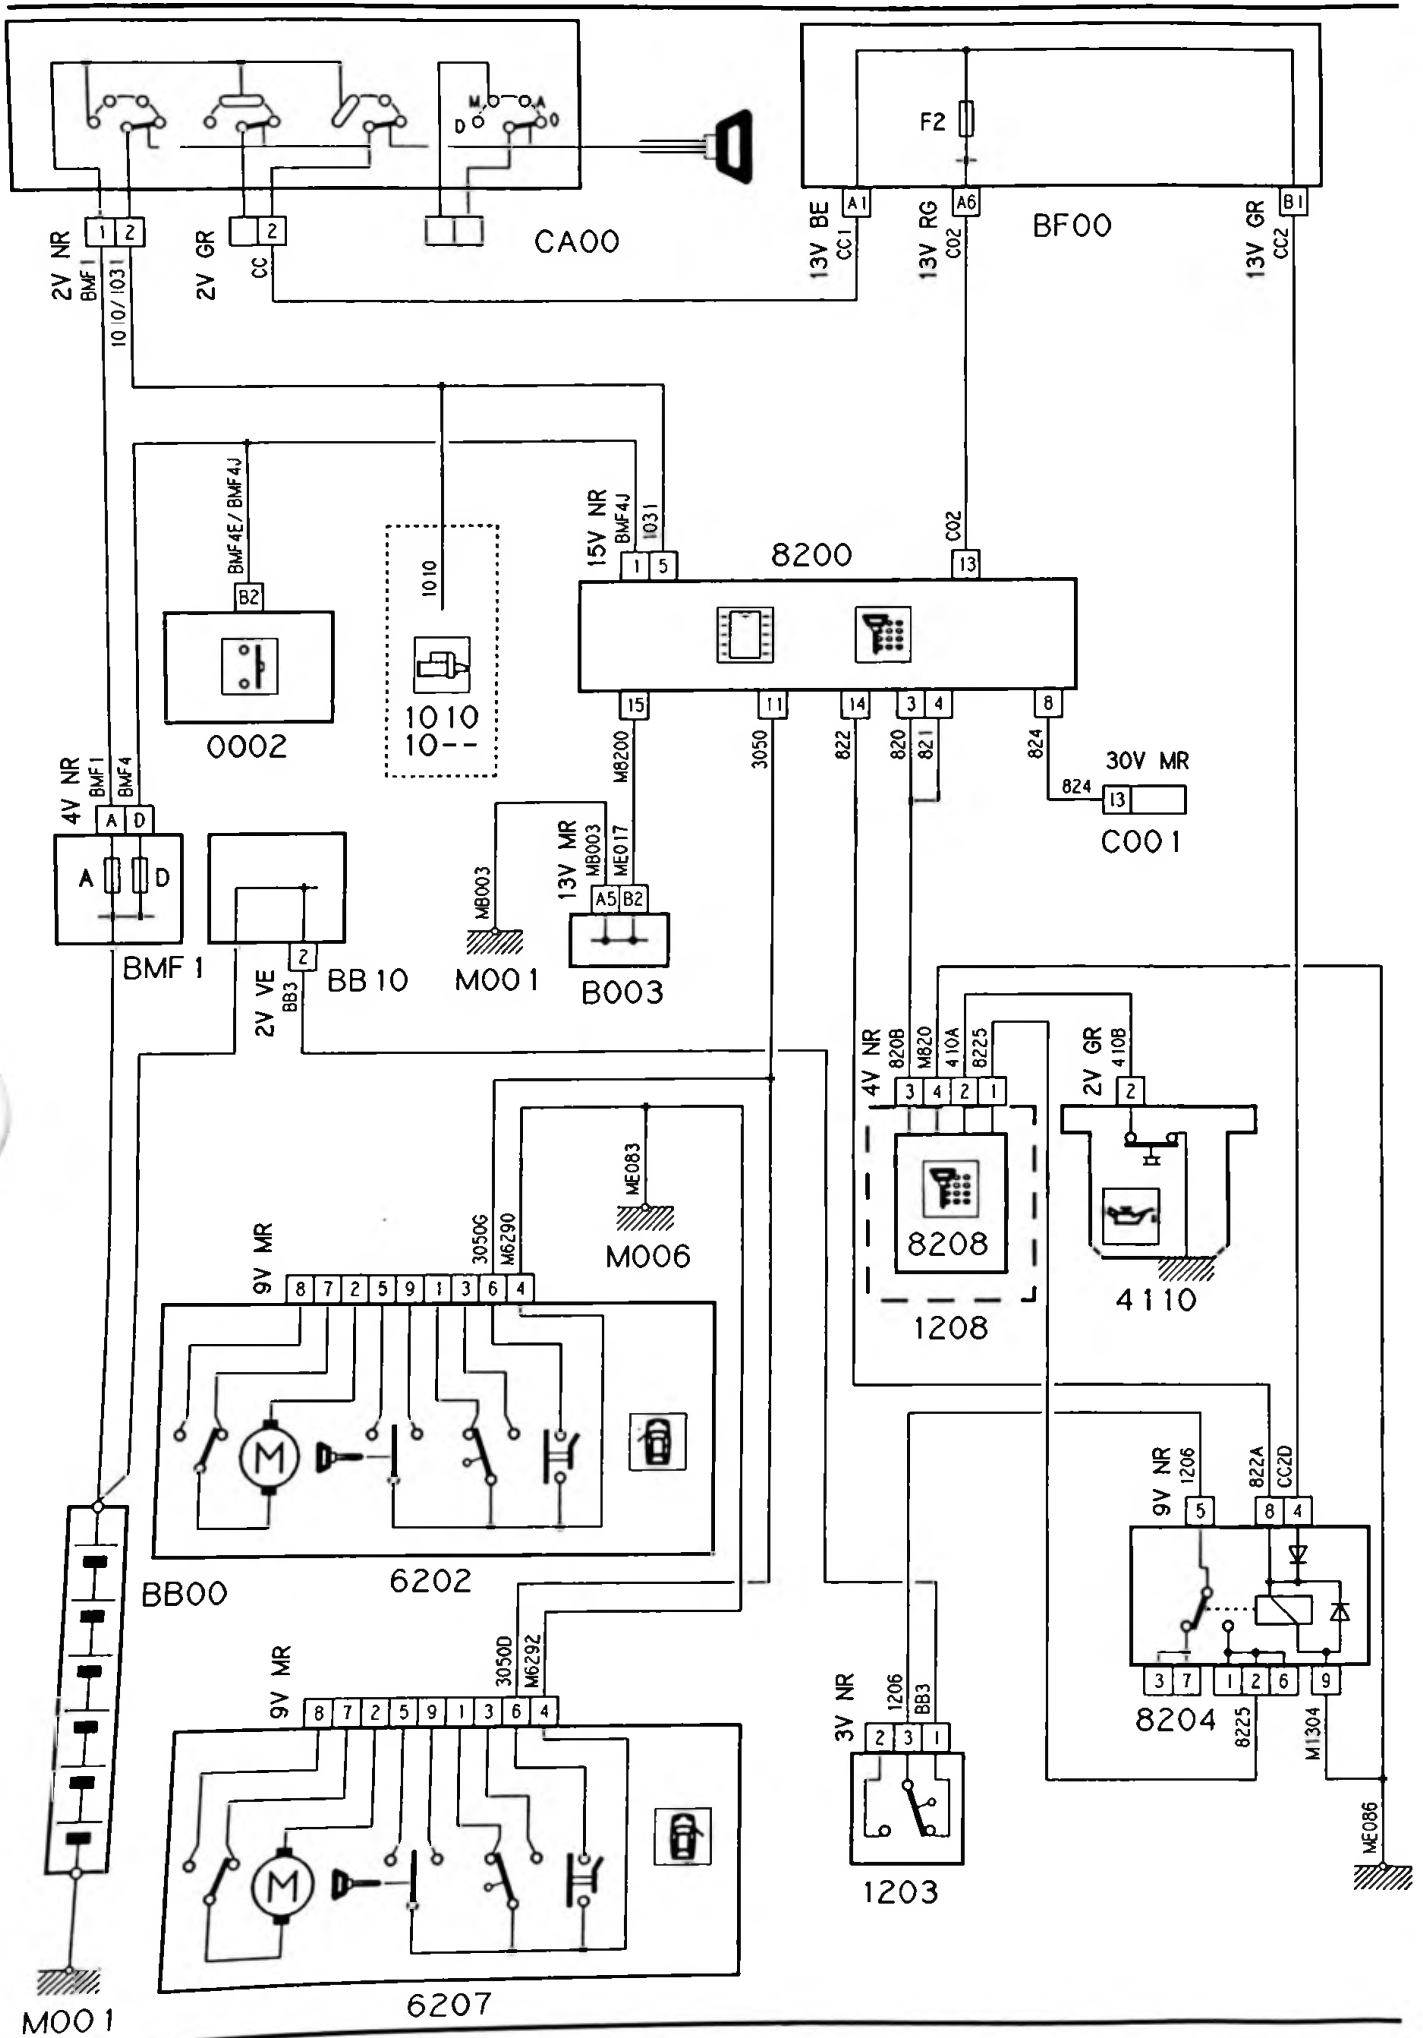 M A
D O
F2
1 2
2
CA00
A1
A6
B1
BF00
2V NR
BMF1
1010/1031
2V GR
CC
13V BE
CC1
13V RG
C02
13V GR
CC2
BMF4E/BMF4J
B2
0002
1010
1010
10--
15V NR
BMF4J
1031
1 5
C02
13
8200
15
11
14
3 4
8
M8200
3050
822
820
821
824
824
30V MR
13
C001
4V NR
BMF1
BMF4
A D
A D
BMF1
2
BB10
2V VE
BB3
MB003
M001
13V MR
MB003
ME017
A5 B2
B003
4V NR
820B
M820
410A
8225
3 4 2 1
8208
1208
2V GR
410B
2
4110
ME083
M006
9V MR
3050G
M6290
8 7 2 5 9 1 3 6 4
M
6202
BB00
9V MR
3050D
M6292
8 7 2 5 9 1 3 6 4
M
6207
M001
3V NR
1206
BB3
2 3 1
1203
9V NR
1206
822A
CC2D
5 8 4
3 7 1 2 6 9
8204
8225
M1304
ME086